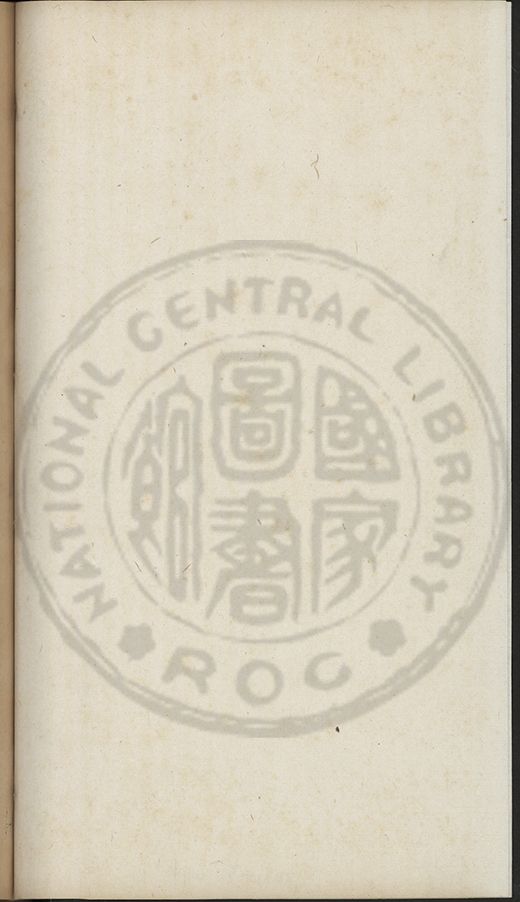 NATIONAL CENTRAL LIBRARY
國家
圖書
館
ROC